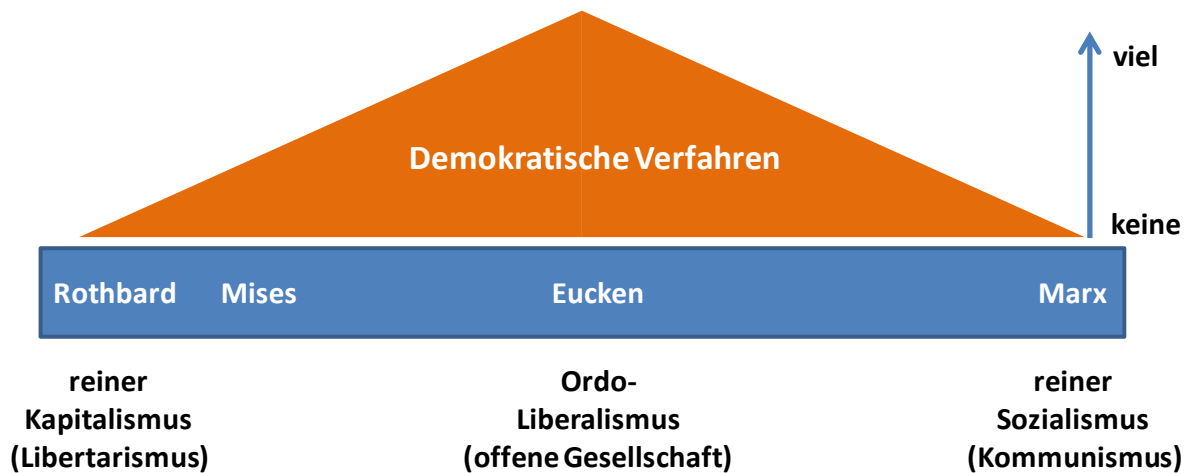 viel
Demokratische Verfahren
keine
Rothbard Mises Eucken Marx
reiner Kapitalismus (Libertarismus)
Ordo-Liberalismus (offene Gesellschaft)
reiner Sozialismus (Kommunismus)